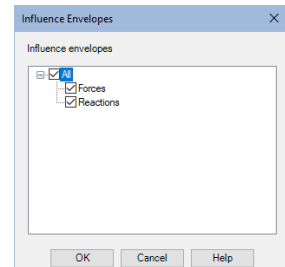 Influence Envelopes
Influence envelopes
All
Forces
Reactions
OK Cancel Help